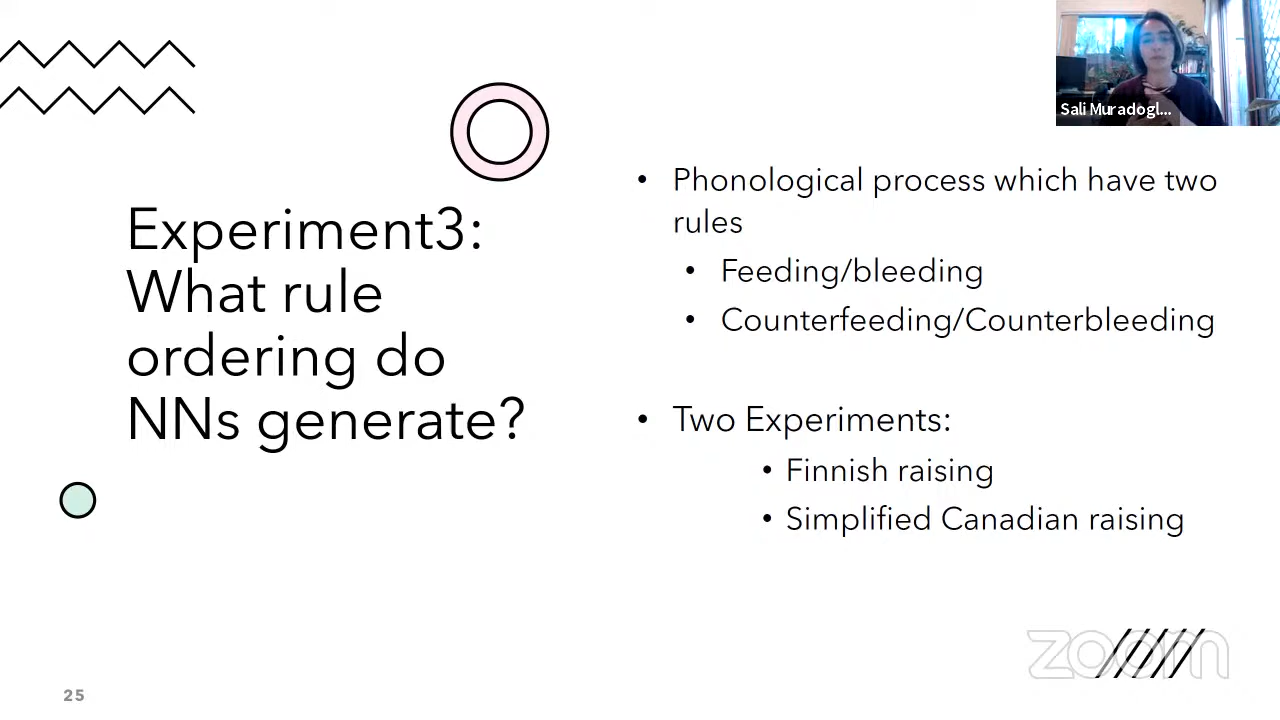 Sali Muradogl...
Experiment3:
What rule
ordering do
NNs generate?
• Phonological process which have two
rules
• Feeding/bleeding
• Counterfeeding/Counterbleeding
• Two Experiments:
• Finnish raising
• Simplified Canadian raising
zoom
25